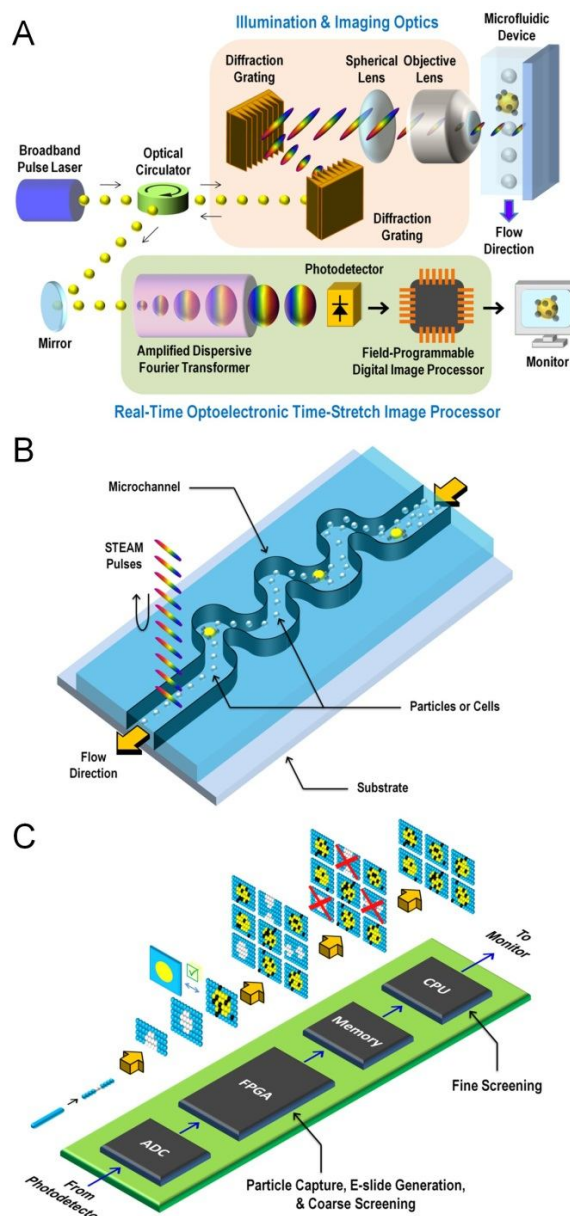 A
Illumination & Imaging Optics
Microfluidic
Device
Diffraction
Grating
Spherical
Lens
Objective
Lens
Broadband
Pulse Laser
Optical
Circulator
Diffraction
Grating
Flow
Direction
Photodetector
Mirror
Amplified Dispersive
Fourier Transformer
Field-Programmable
Digital Image Processor
Monitor
Real-Time Optoelectronic Time-Stretch Image Processor
B
Microchannel
STEAM
Pulses
Particles or Cells
Flow
Direction
Substrate
C
To
Monitor
CPU
Memory
Fine Screening
FPGA
ADC
From
Photodetector
Particle Capture, E-slide Generation,
& Coarse Screening